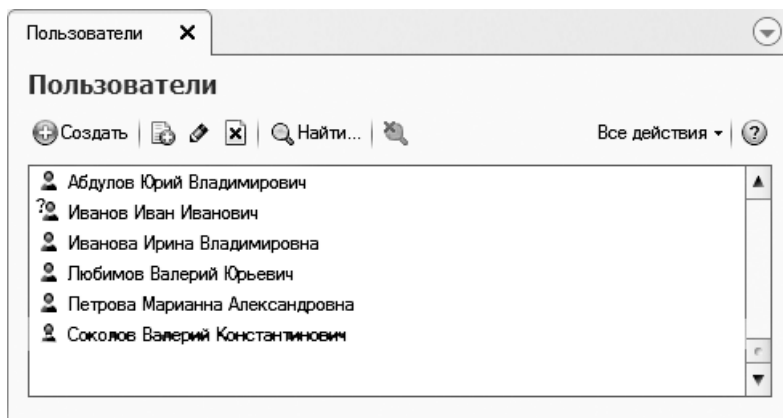 Пользователи
Пользователи
Создать Найти... Все действия ?
Абдулов Юрий Владимирович
? Иванов Иван Иванович
Иванова Ирина Владимировна
Любимов Валерий Юрьевич
Петрова Марианна Александровна
Соколов Валерий Константинович